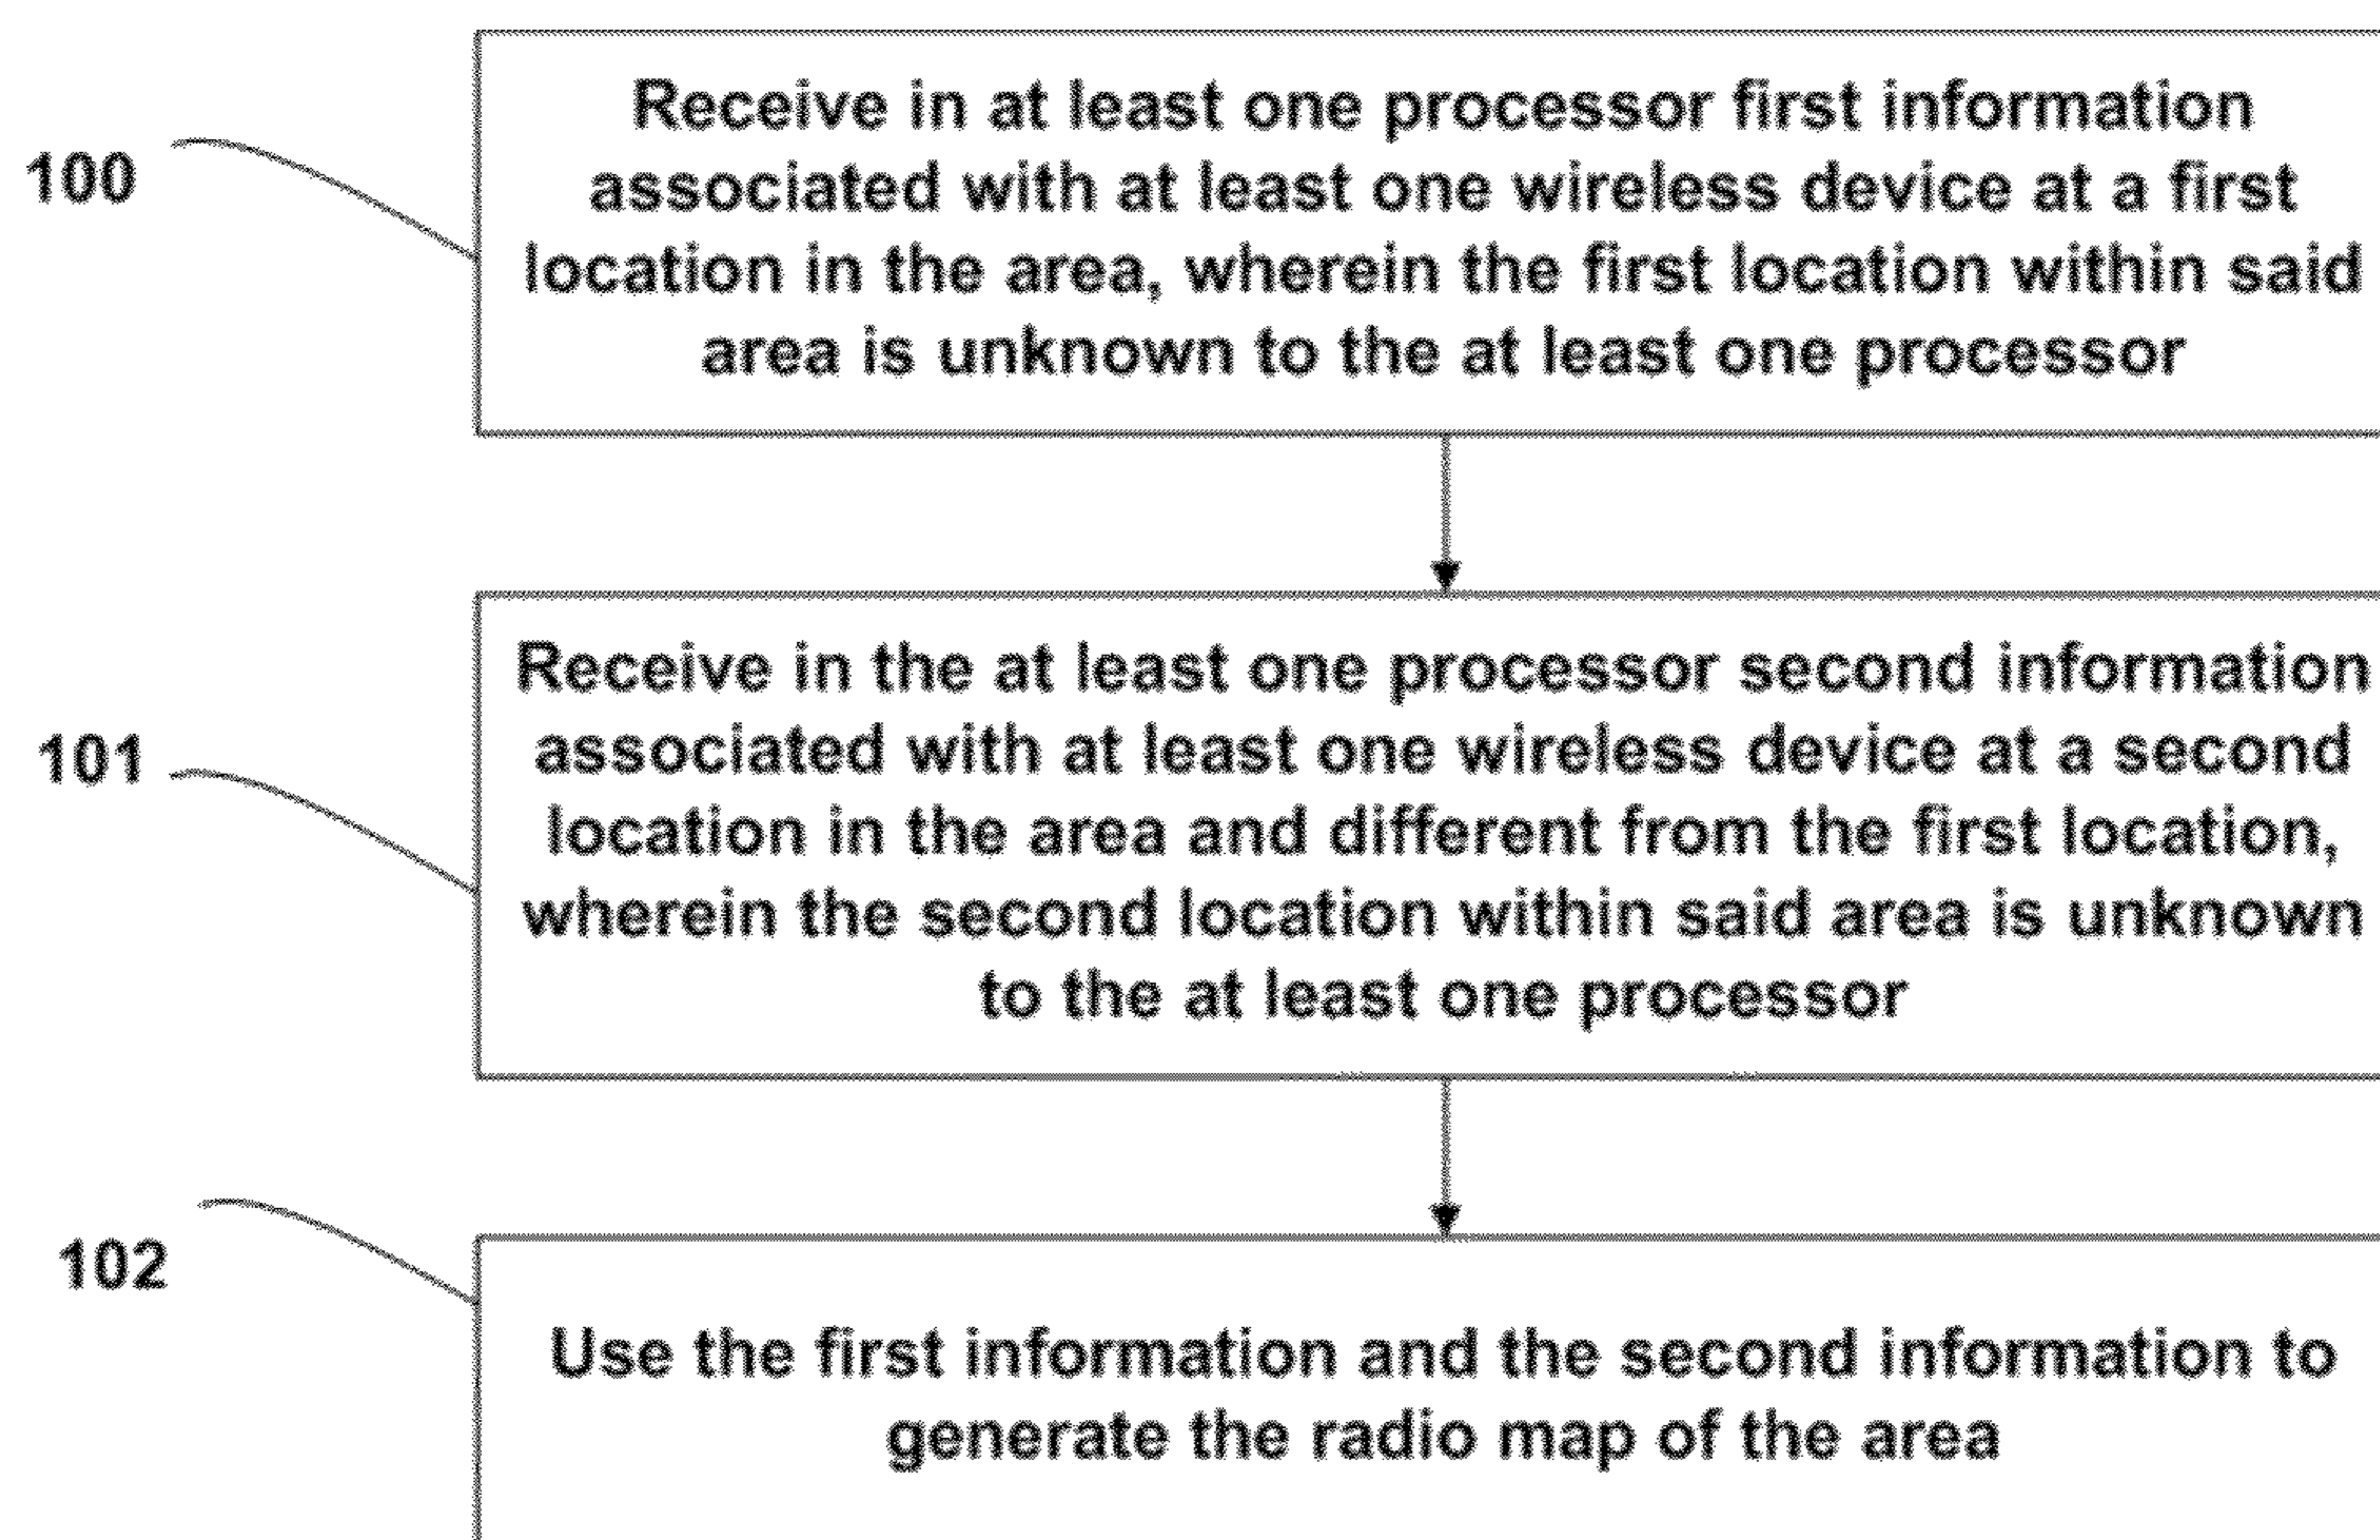 Receive in at least one processor first information
100
associated with at least one wireless device at a first
location in the area, wherein the first location within said
area is unknown to the at least one processor
Receive in the at least one processor second information
101
associated with at least one wireless device at a second
location in the area and different from the first location,
wherein the second location within said area is unknown
to the at least one processor
102
Use the first information and the second information to
generate the radio map of the area